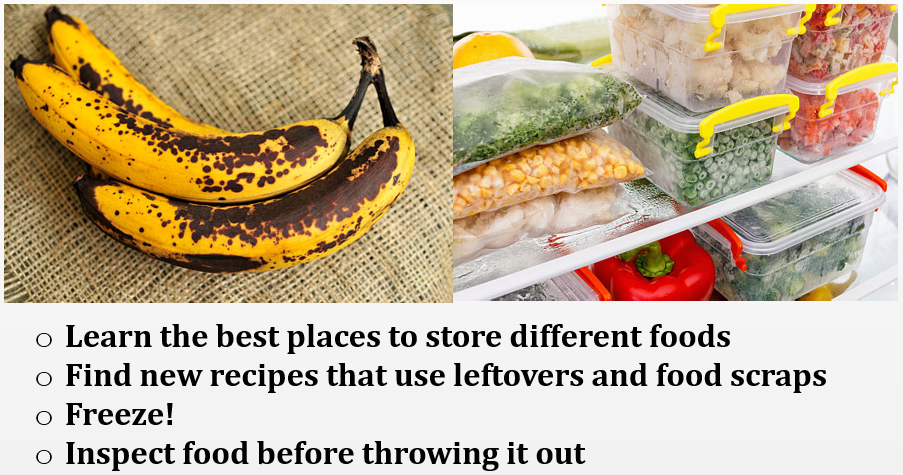 o Learn the best places to store different foods
o Find new recipes that use leftovers and food scraps
o Freeze!
o Inspect food before throwing it out